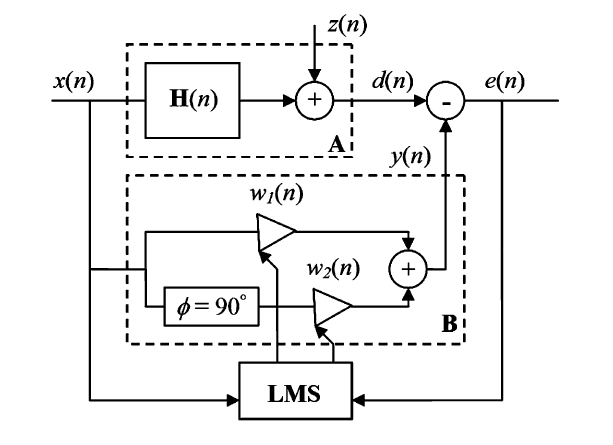 z(n)
x(n)
H(n)
+
d(n)
-
e(n)
A
y(n)
w1(n)
w2(n)
+
ϕ = 90°
B
LMS